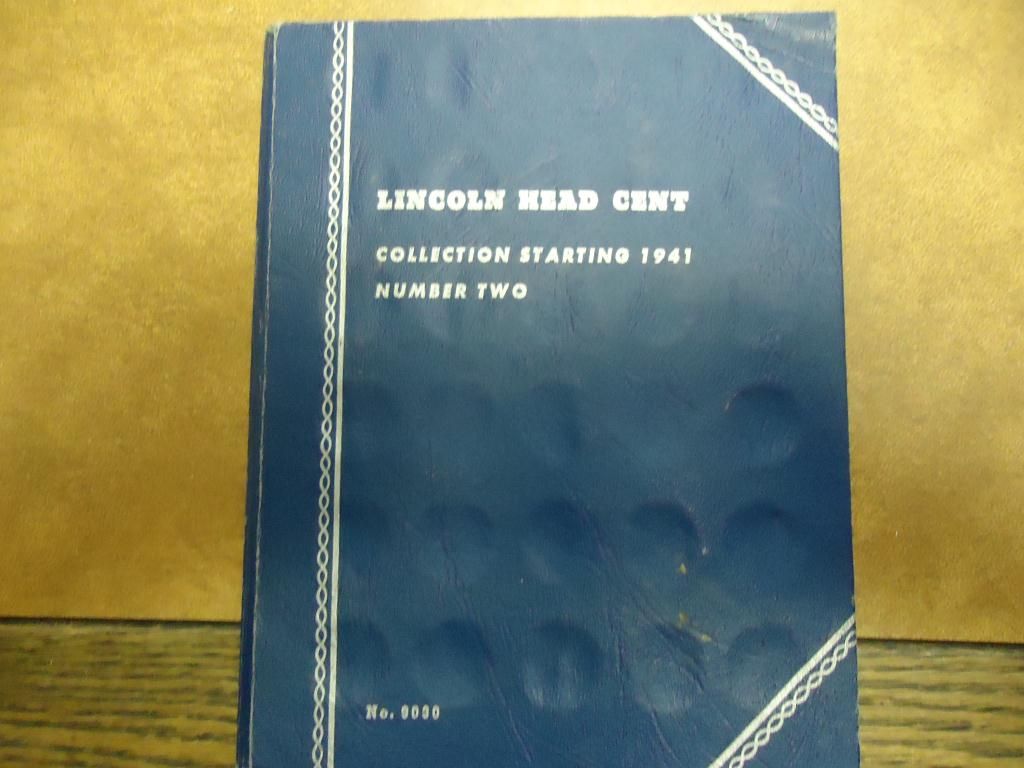 LINCOLN HEAD CENT
COLLECTION STARTING 1941
NUMBER TWO
No. 9030